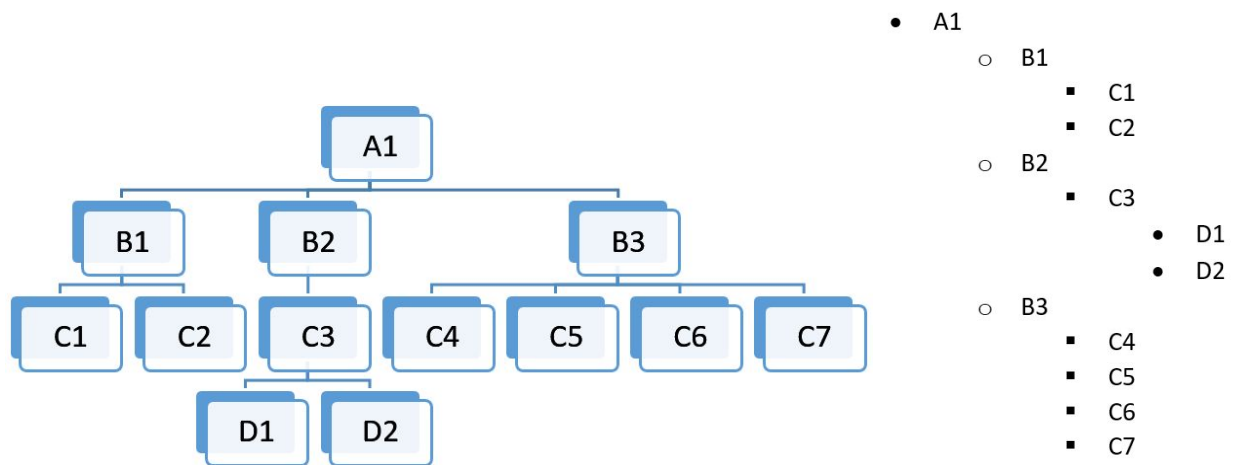 A1
B1 B2 B3
C1 C2 C3 C4 C5 C6 C7
D1 D2
• A1
o B1
▪ C1
▪ C2
o B2
▪ C3
• D1
• D2
o B3
▪ C4
▪ C5
▪ C6
▪ C7